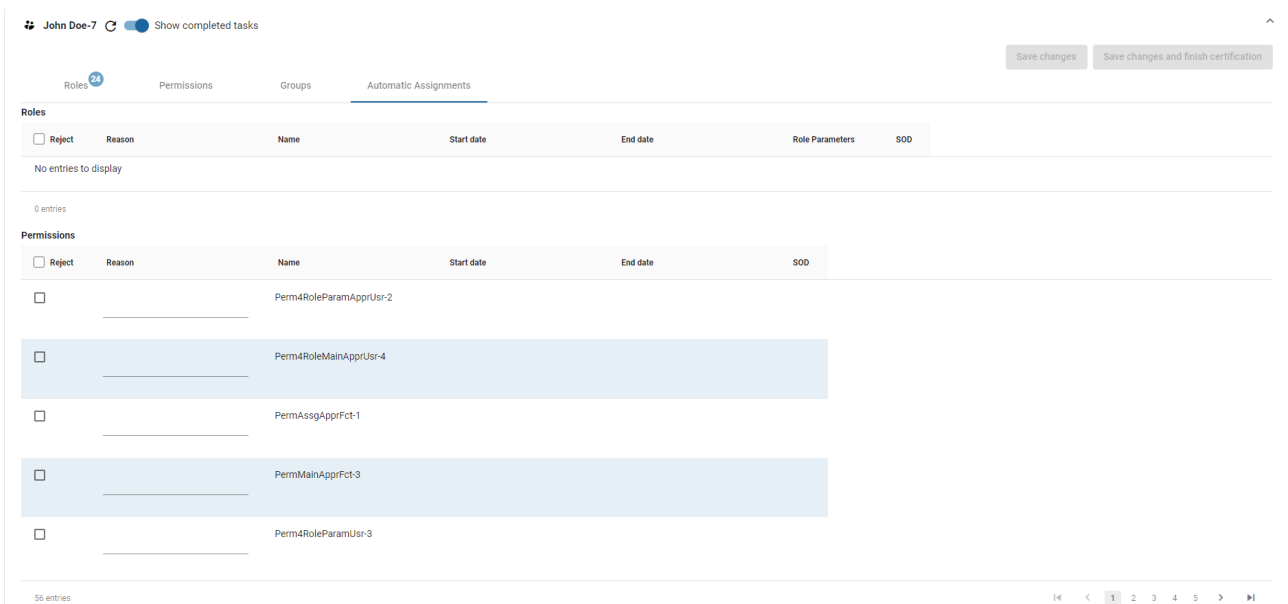 John Doe-7 Show completed tasks
Save changes Save changes and finish certification
Roles 24 Permissions Groups Automatic Assignments
Roles
Reject Reason Name Start date End date Role Parameters SOD
No entries to display
0 entries
Permissions
Reject Reason Name Start date End date SOD
Perm4RoleParamApprUsr-2
Perm4RoleMainApprUsr-4
PermAssgApprFct-1
PermMainApprFct-3
Perm4RoleParamUsr-3
56 entries 1 2 3 4 5